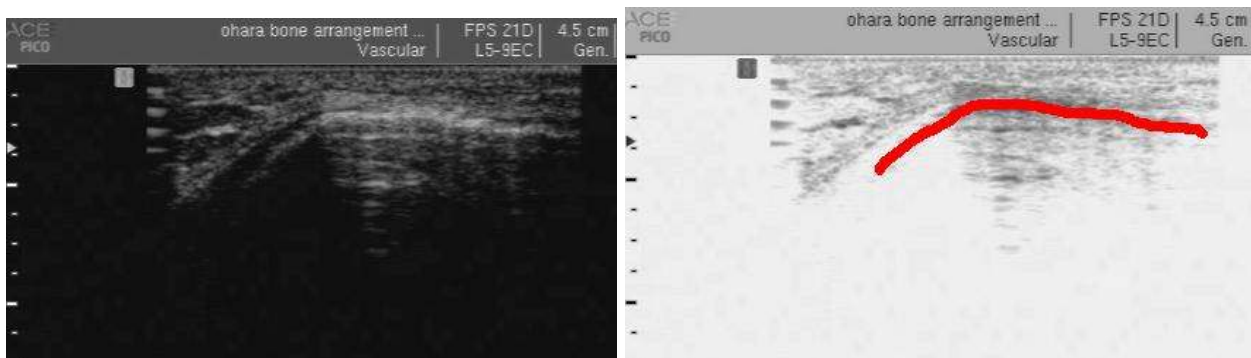 ACE
PICO
ohara bone arrangement ...
Vascular
FPS 21D
L5-9EC
4.5 cm
Gen.
ACE
PICO
ohara bone arrangement ...
Vascular
FPS 21D
L5-9EC
4.5 cm
Gen.